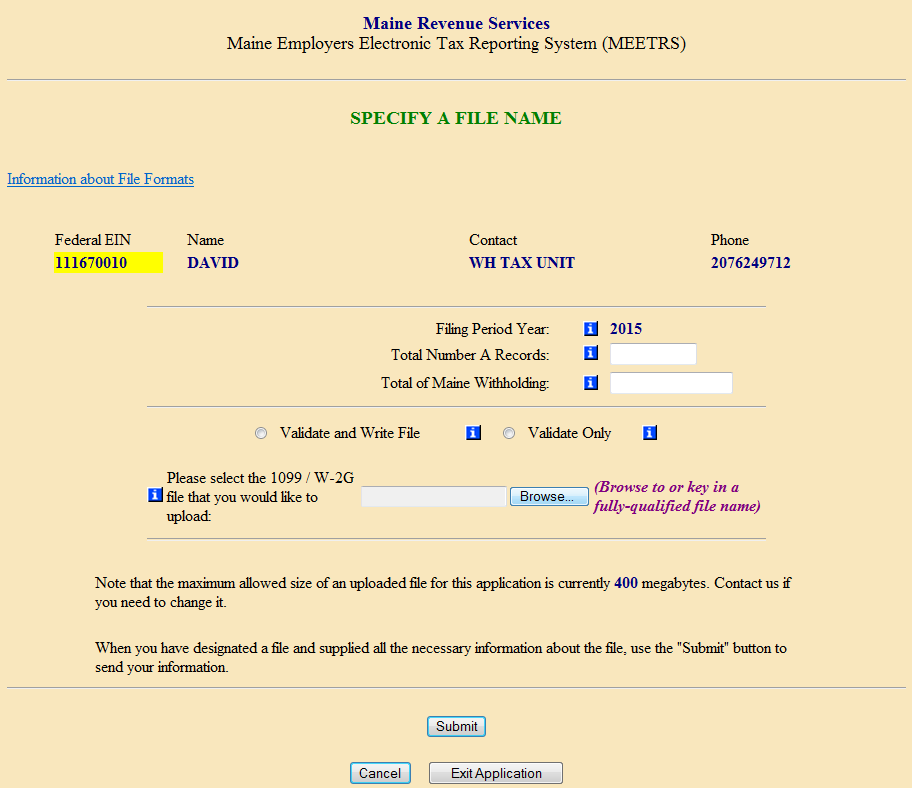 Maine Revenue Services
Maine Employers Electronic Tax Reporting System (MEETRS)
SPECIFY A FILE NAME
Information about File Formats
Federal EIN Name Contact Phone
111670010 DAVID WH TAX UNIT 2076249712
Filing Period Year: i 2015
Total Number A Records: i
Total of Maine Withholding: i
Validate and Write File i Validate Only i
Please select the 1099 / W-2G
i file that you would like to
upload:
Browse...
(Browse to or key in a
fully-qualified file name)
Note that the maximum allowed size of an uploaded file for this application is currently 400 megabytes. Contact us if
you need to change it.
When you have designated a file and supplied all the necessary information about the file, use the "Submit" button to
send your information.
Submit
Cancel Exit Application